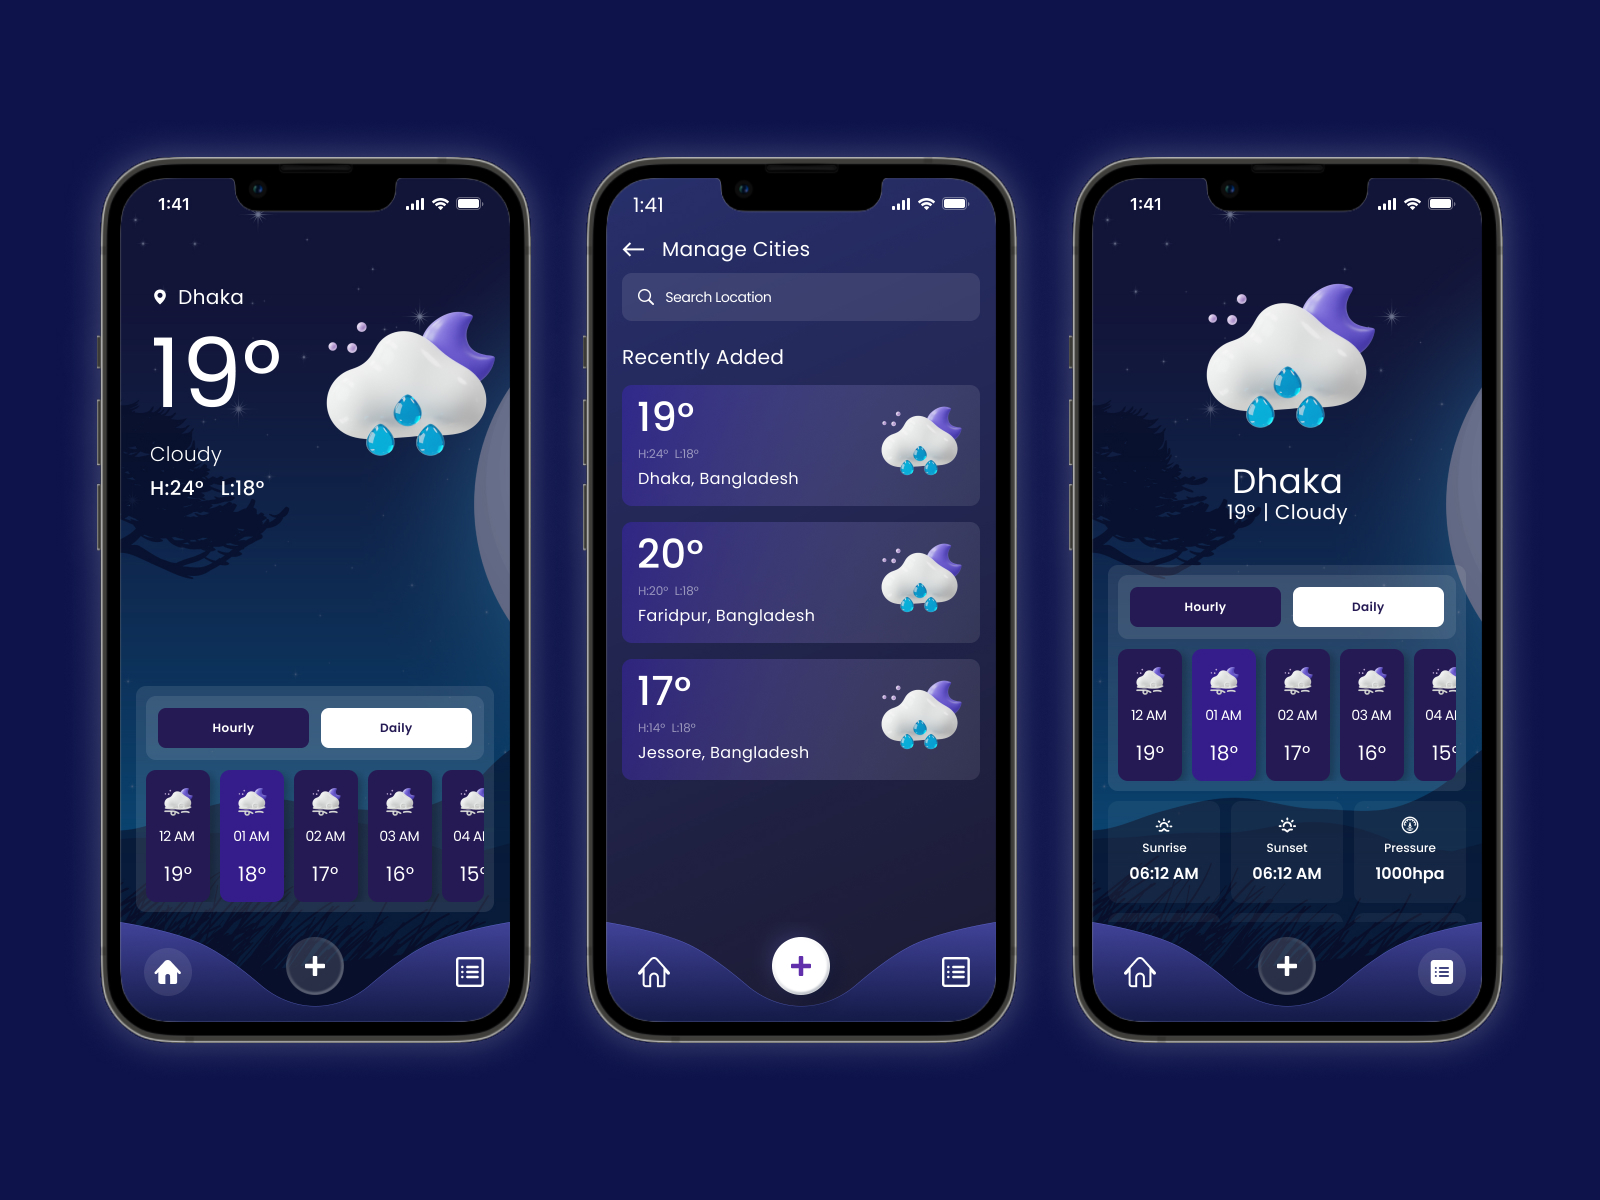 1:41
Dhaka
19°
Cloudy
H:24° L:18°
Hourly Daily
12 AM 01 AM 02 AM 03 AM 04 A
19° 18° 17° 16° 15°
1:41
Manage Cities
Search Location
Recently Added
19°
H:24° L:18°
Dhaka, Bangladesh
20°
H:20° L:18°
Faridpur, Bangladesh
17°
H:14° L:18°
Jessore, Bangladesh
1:41
Dhaka
19° | Cloudy
Hourly Daily
12 AM 01 AM 02 AM 03 AM 04 A
19° 18° 17° 16° 15°
Sunrise Sunset Pressure
06:12 AM 06:12 AM 1000hpa